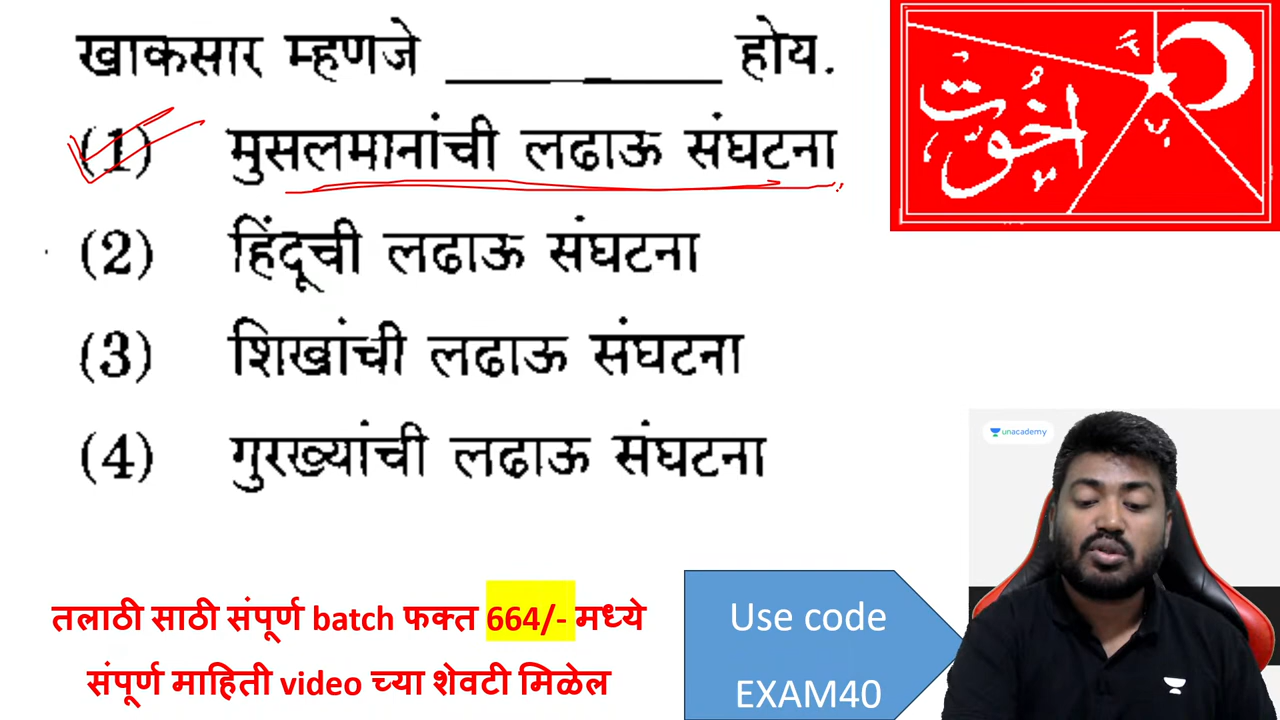 खाकसार म्हणजे ________ होय.
(1) मुसलमानांची लढाऊ संघटना
(2) हिंदूची लढाऊ संघटना
(3) शिखांची लढाऊ संघटना
(4) गुरख्यांची लढाऊ संघटना
اخوت
unacademy
तलाठी साठी संपूर्ण batch फक्त 664/- मध्ये
संपूर्ण माहिती video च्या शेवटी मिळेल
Use code
EXAM40